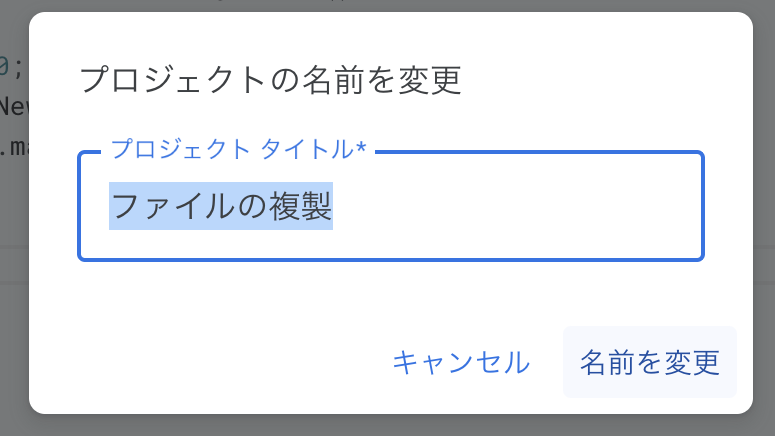 0;
New
.ma
プロジェクトの名前を変更
プロジェクト タイトル*
ファイルの複製
キャンセル
名前を変更